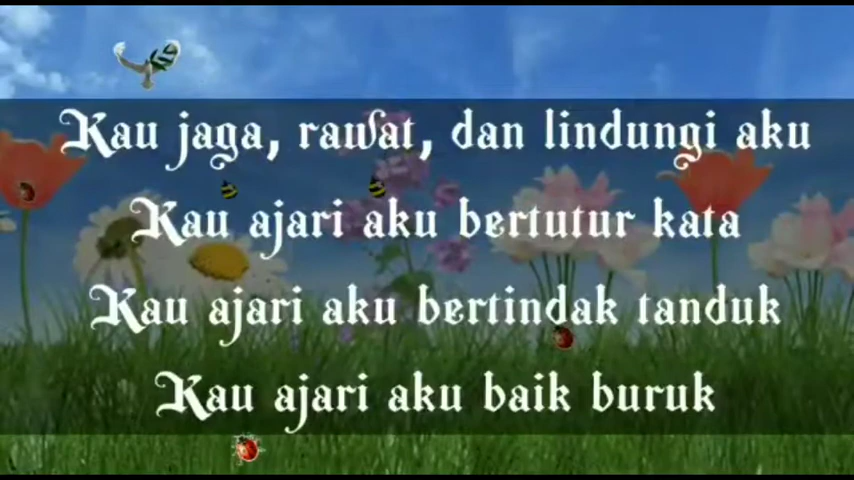 Kau jaga, rawat, dan lindungi aku
Kau ajari aku bertutur kata
Kau ajari aku bertindak tanduk
Kau ajari aku baik buruk